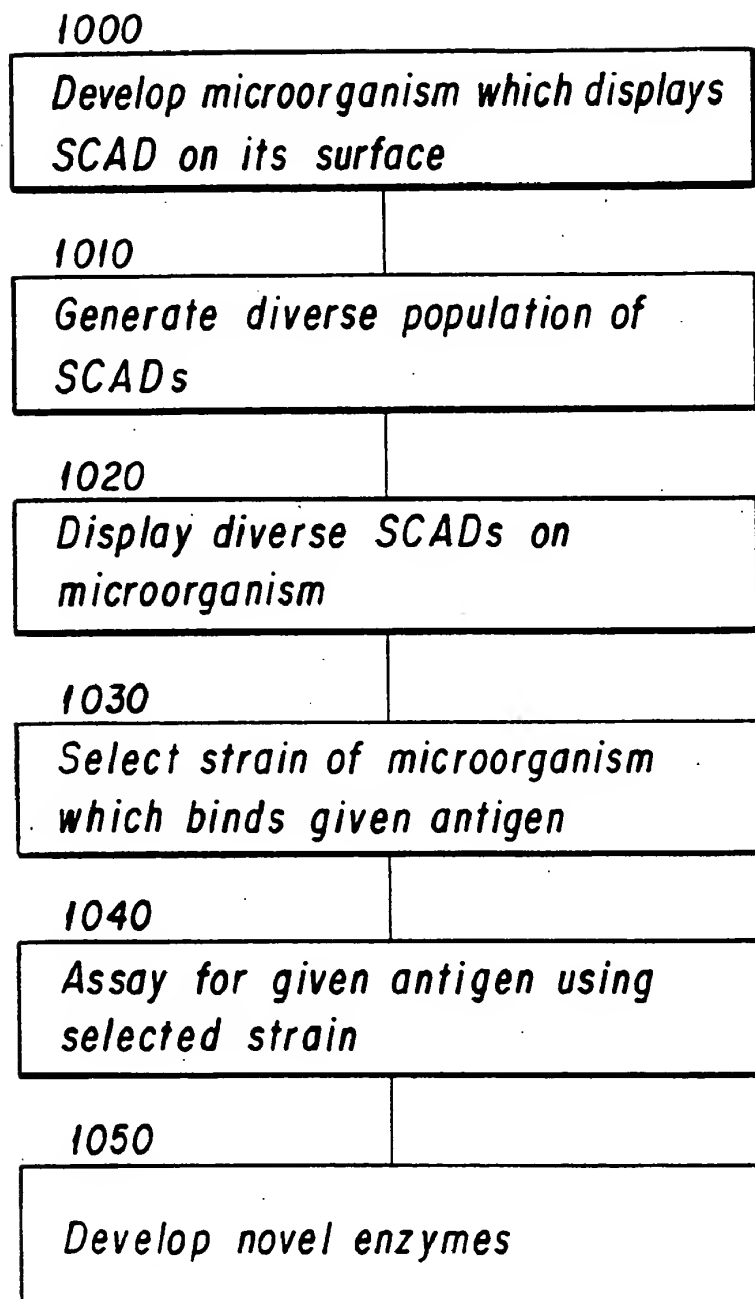 1000
Develop microorganism which displays
SCAD on its surface
1010
Generate diverse population of
SCADs
1020
Display diverse SCADs on
microorganism
1030
Select strain of microorganism
which binds given antigen
1040
Assay for given antigen using
selected strain
1050
Develop novel enzymes